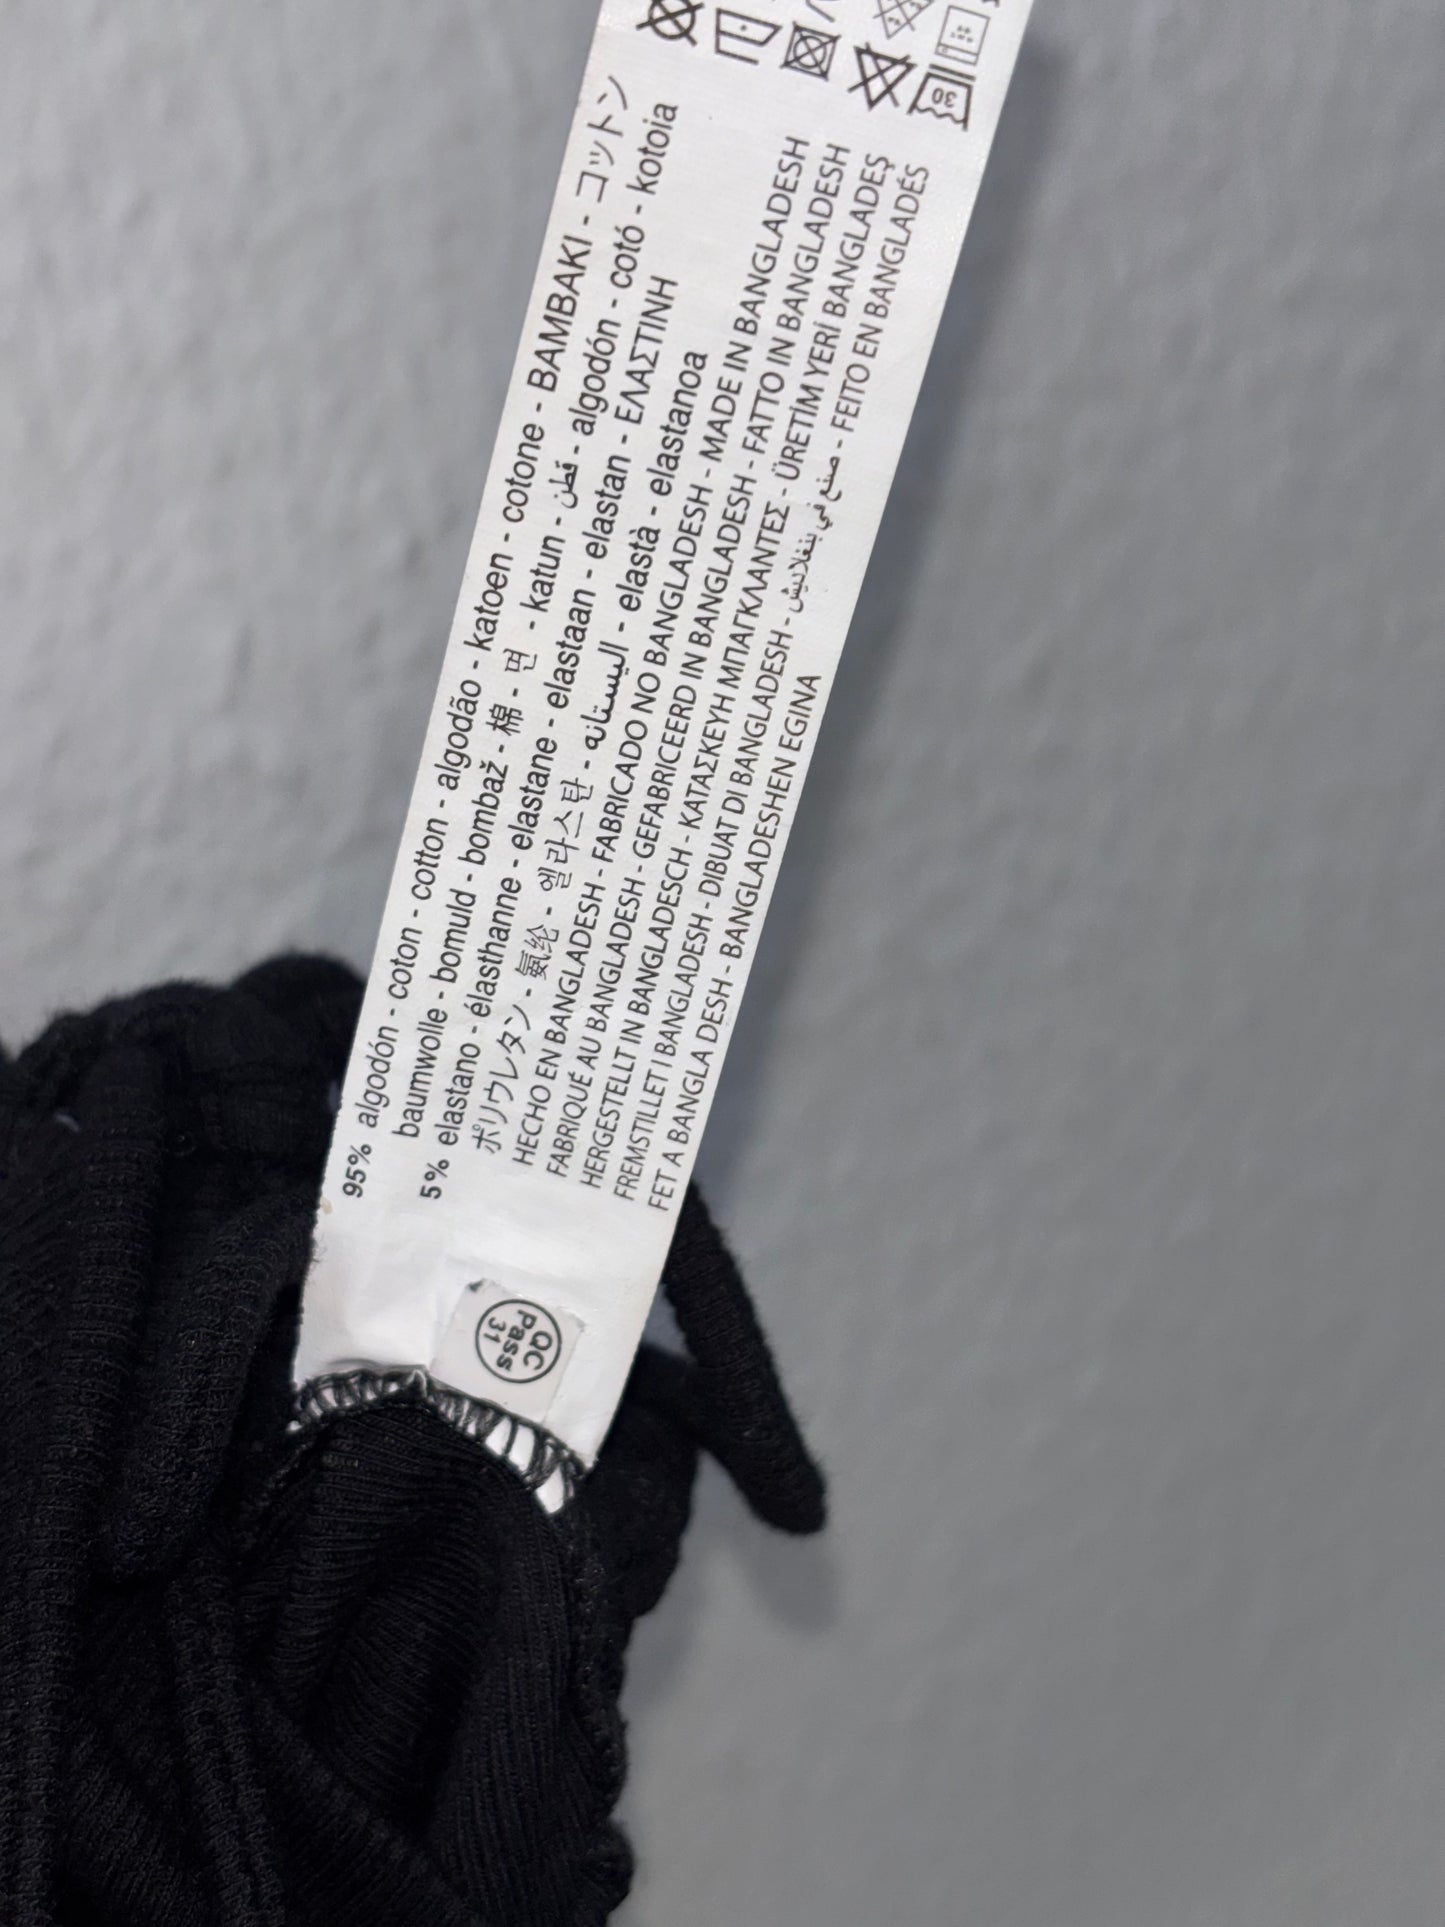 95% algodón - coton - cotton - algodão - katoen - cotone - BAMBAKI - コットン
baumwolle - bomuld - bombaž - 棉 - 면 - katun - قطن - algodón - cotó - kotoia
5% elastano - élasthanne - elastane - elastaan - elastan - ΕΛΑΣΤΙΝΗ
ポリウレタン - 氨纶 - 엘라스탄 - اليستانه - elastà - elastanoa
HECHO EN BANGLADESH - FABRICADO NO BANGLADESH - MADE IN BANGLADESH
FABRIQUÉ AU BANGLADESH - GEFABRICEERD IN BANGLADESH - FATTO IN BANGLADESH
HERGESTELLT IN BANGLADESCH - ΚΑΤΑΣΚΕΥΗ ΜΠΑΓΚΛΑΝΤΕΣ - ÜRETİM YERİ BANGLADEŞ
FREMSTILLET I BANGLADESH - DIBUAT DI BANGLADESH - صنع في بنغلاديش - FEITO EN BANGLADÉS
FET A BANGLA DESH - BANGLADESHEN EGINA
30
QC
Pass
31